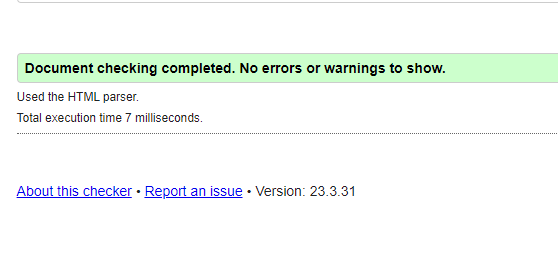 Document checking completed. No errors or warnings to show.
Used the HTML parser.
Total execution time 7 milliseconds.
About this checker • Report an issue • Version: 23.3.31